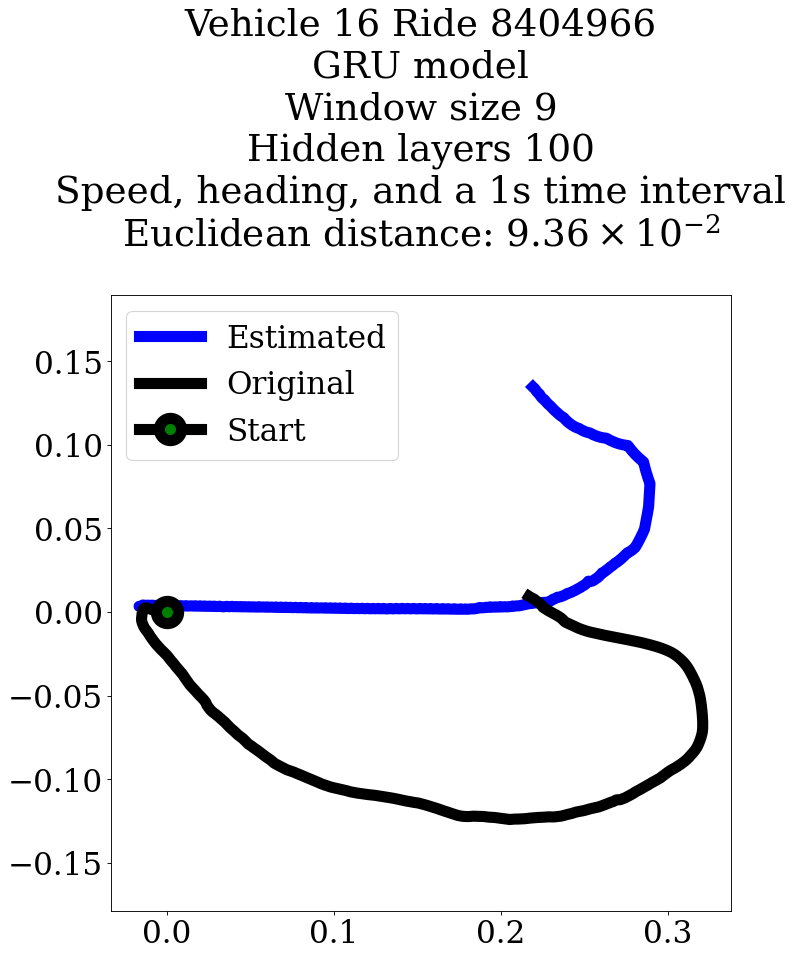 Vehicle 16 Ride 8404966
GRU model
Window size 9
Hidden layers 100
Speed, heading, and a 1s time interval
Euclidean distance: 9.36 × 10⁻²
Estimated
Original
Start
0.15
0.10
0.05
0.00
−0.05
−0.10
−0.15
0.0 0.1 0.2 0.3